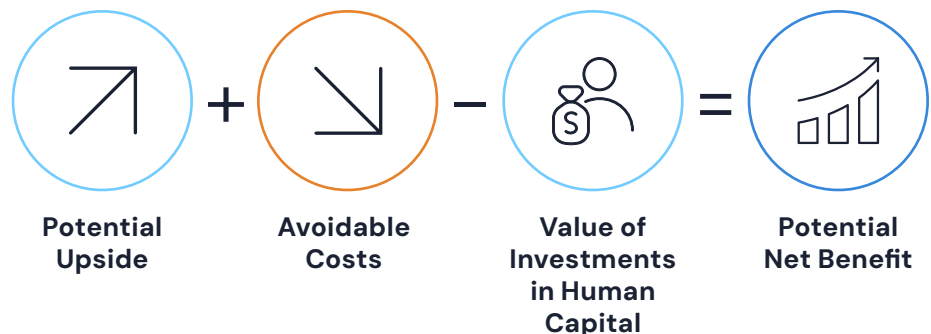 +
−
=
Potential
Upside
Avoidable
Costs
Value of
Investments
in Human
Capital
Potential
Net Benefit